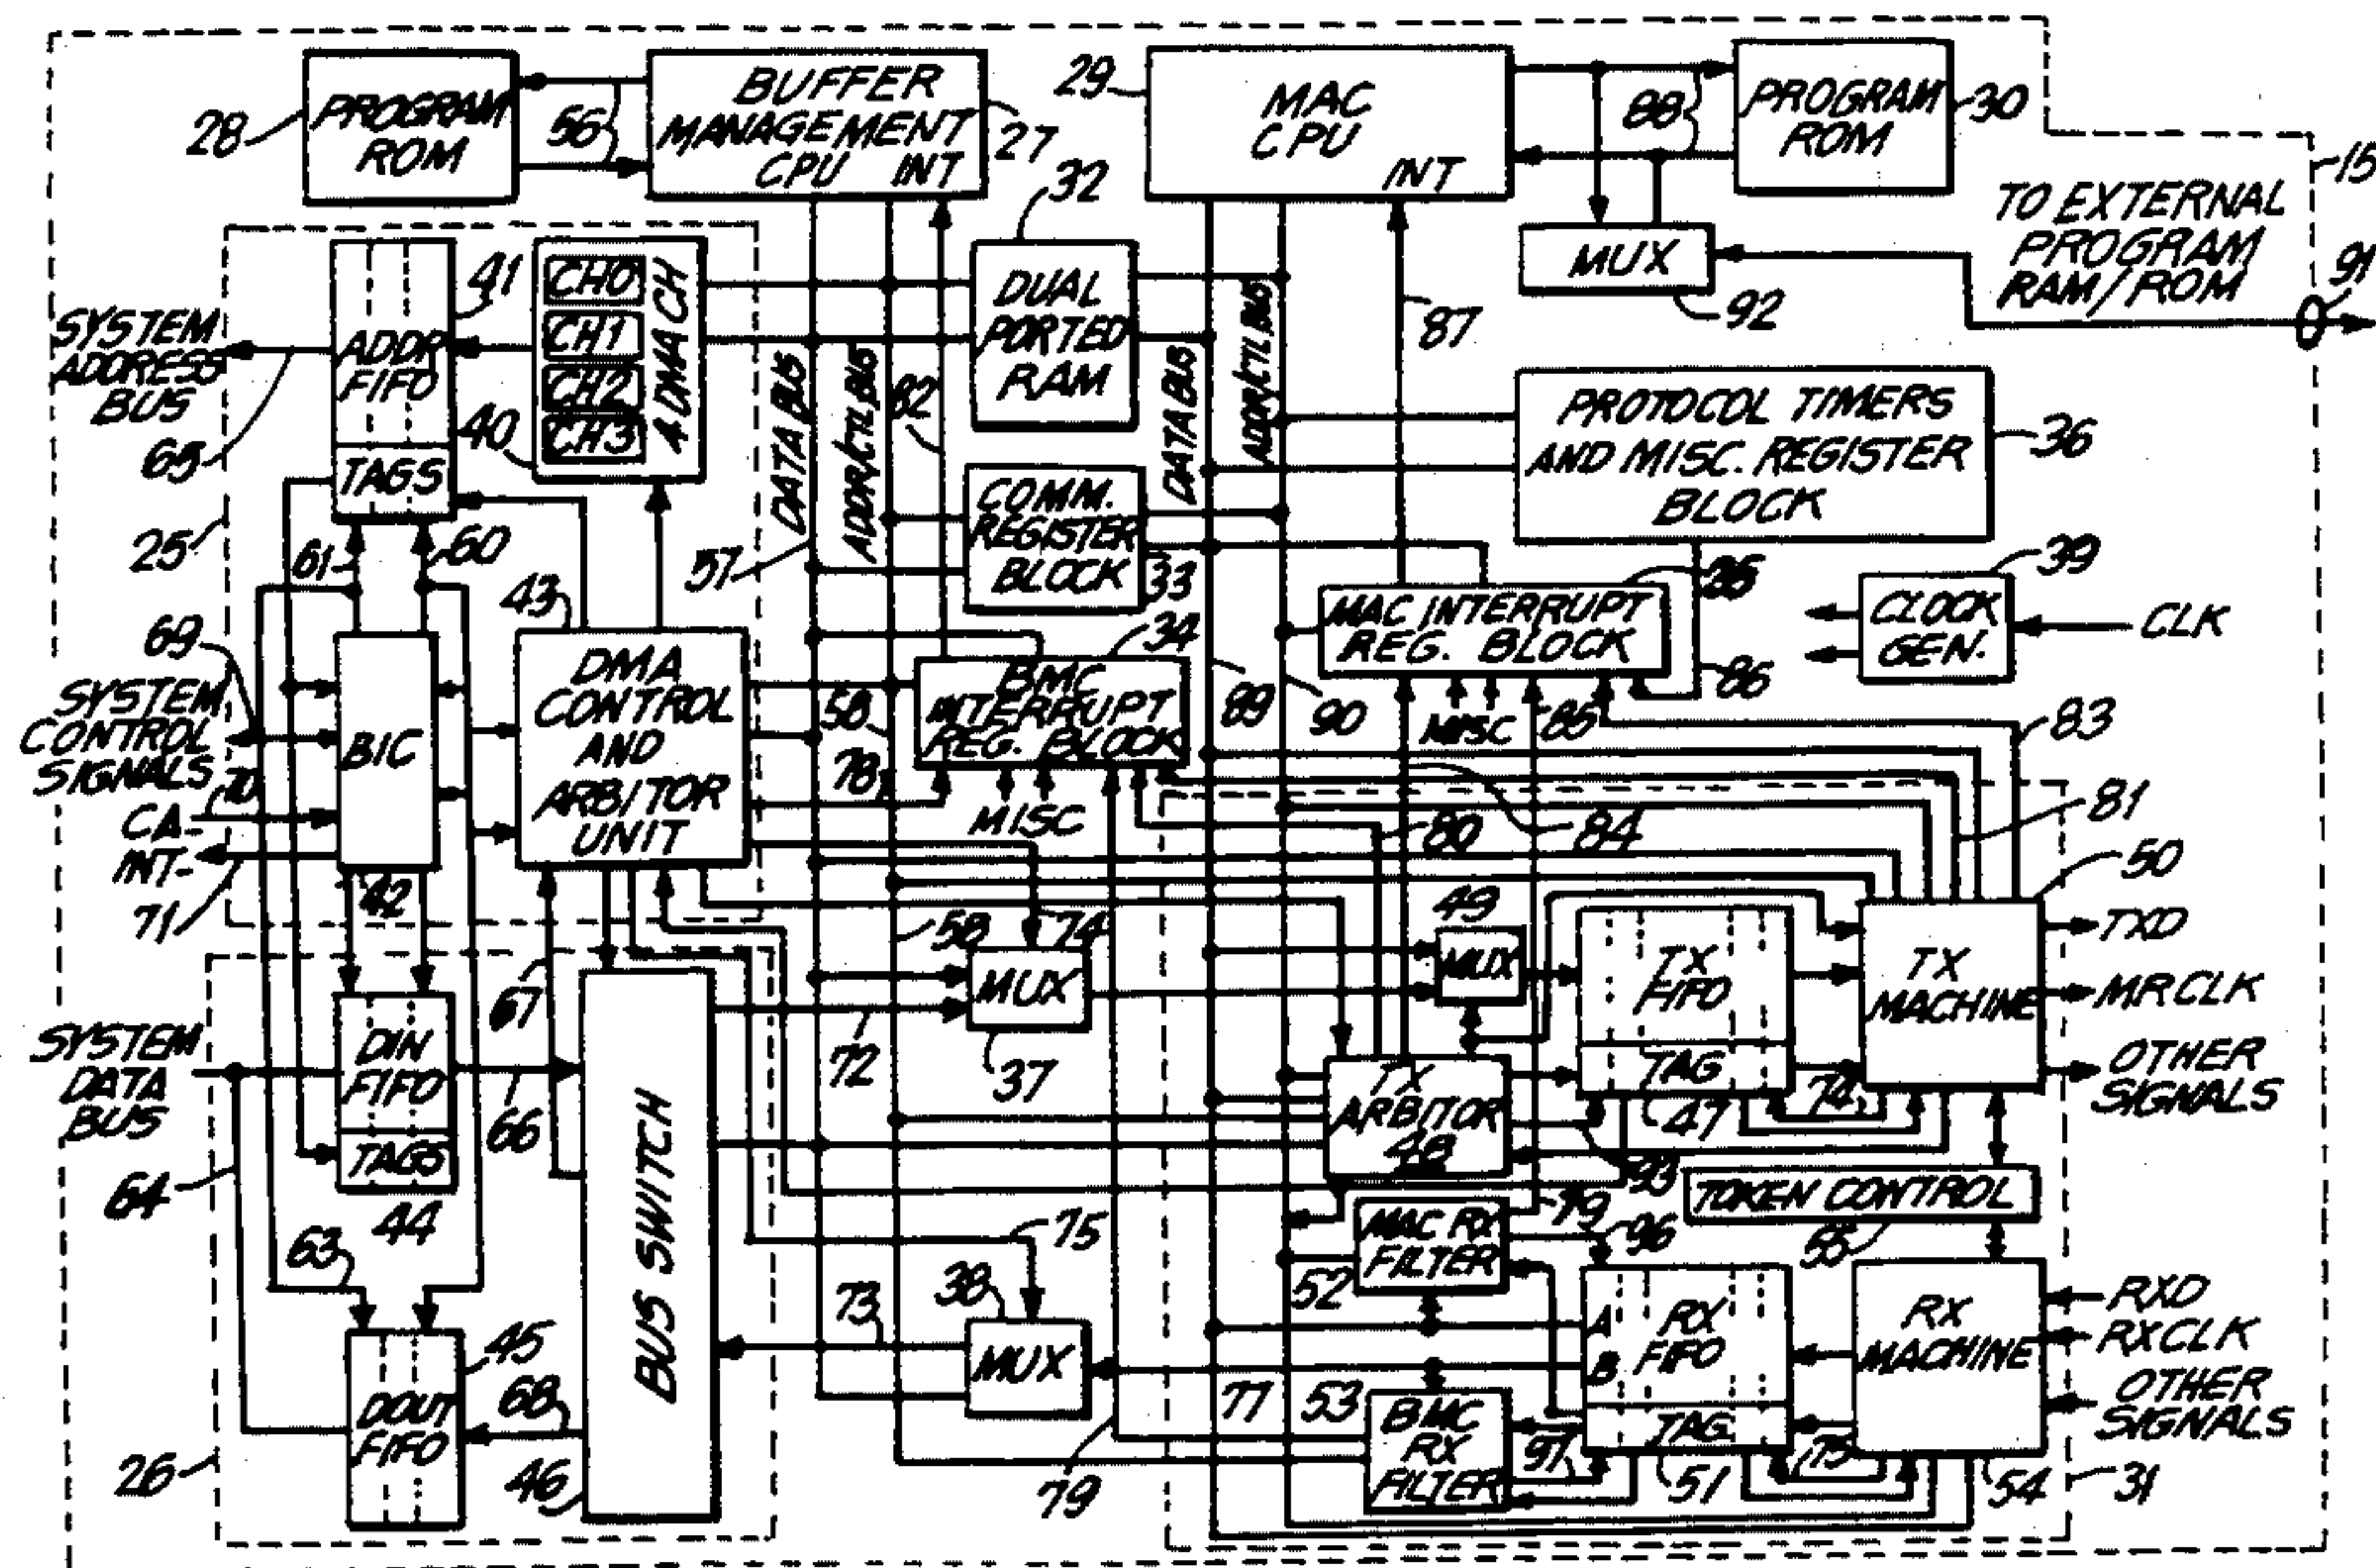 28
PROGRAM
ROM
56
BUFFER
MANAGEMENT
CPU INT
27
29
MAC
CPU
INT
88
PROGRAM
ROM
30
15
32
DUAL
PORTED
RAM
87
MUX
92
TO EXTERNAL
PROGRAM
RAM/ROM
91
SYSTEM
ADDRESS
BUS
65
25
41
ADDR
FIFO
TAGS
40
CH0
CH1
CH2
CH3
4 DMA CH
DATA BUS
ADDR/CTL BUS
82
57
DATA BUS
ADDR/CTL BUS
PROTOCOL TIMERS
AND MISC. REGISTER
BLOCK
36
COMM.
REGISTER
BLOCK
33
61
60
43
69
SYSTEM
CONTROL
SIGNALS
70
CA-
INT-
71
BIC
42
DMA
CONTROL
AND
ARBITOR
UNIT
34
BMC
INTERRUPT
REG. BLOCK
58
78
MISC
89
90
MAC INTERRUPT
REG. BLOCK
MISC
85
86
39
CLOCK
GEN.
CLK
83
81
80
84
50
58
74
MUX
37
72
67
49
MUX
TX
FIFO
TAG
47
74
TX
MACHINE
TXD
MRCLK
OTHER
SIGNALS
SYSTEM
DATA
BUS
64
DIN
FIFO
TAGS
44
66
BUS SWITCH
TX
ARBITOR
48
93
TOKEN CONTROL
55
63
75
73
38
MUX
MAC RX
FILTER
52
79
96
A
B
RX
FIFO
TAG
51
75
RX
MACHINE
RXD
RXCLK
OTHER
SIGNALS
54
31
26
45
DOUT
FIFO
68
46
79
77
53
BMC
RX
FILTER
97